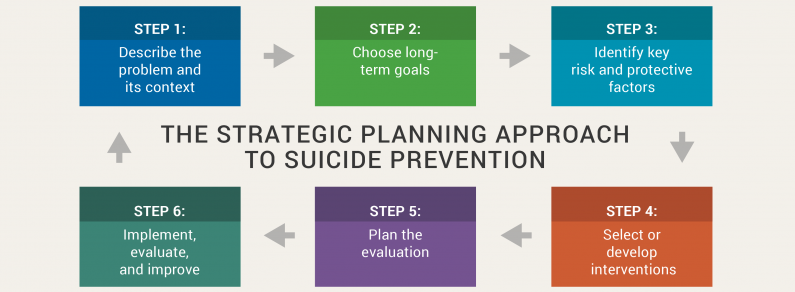 STEP 1:
Describe the
problem and
its context
STEP 2:
Choose long-
term goals
STEP 3:
Identify key
risk and protective
factors
THE STRATEGIC PLANNING APPROACH
TO SUICIDE PREVENTION
STEP 4:
Select or
develop
interventions
STEP 5:
Plan the
evaluation
STEP 6:
Implement,
evaluate,
and improve